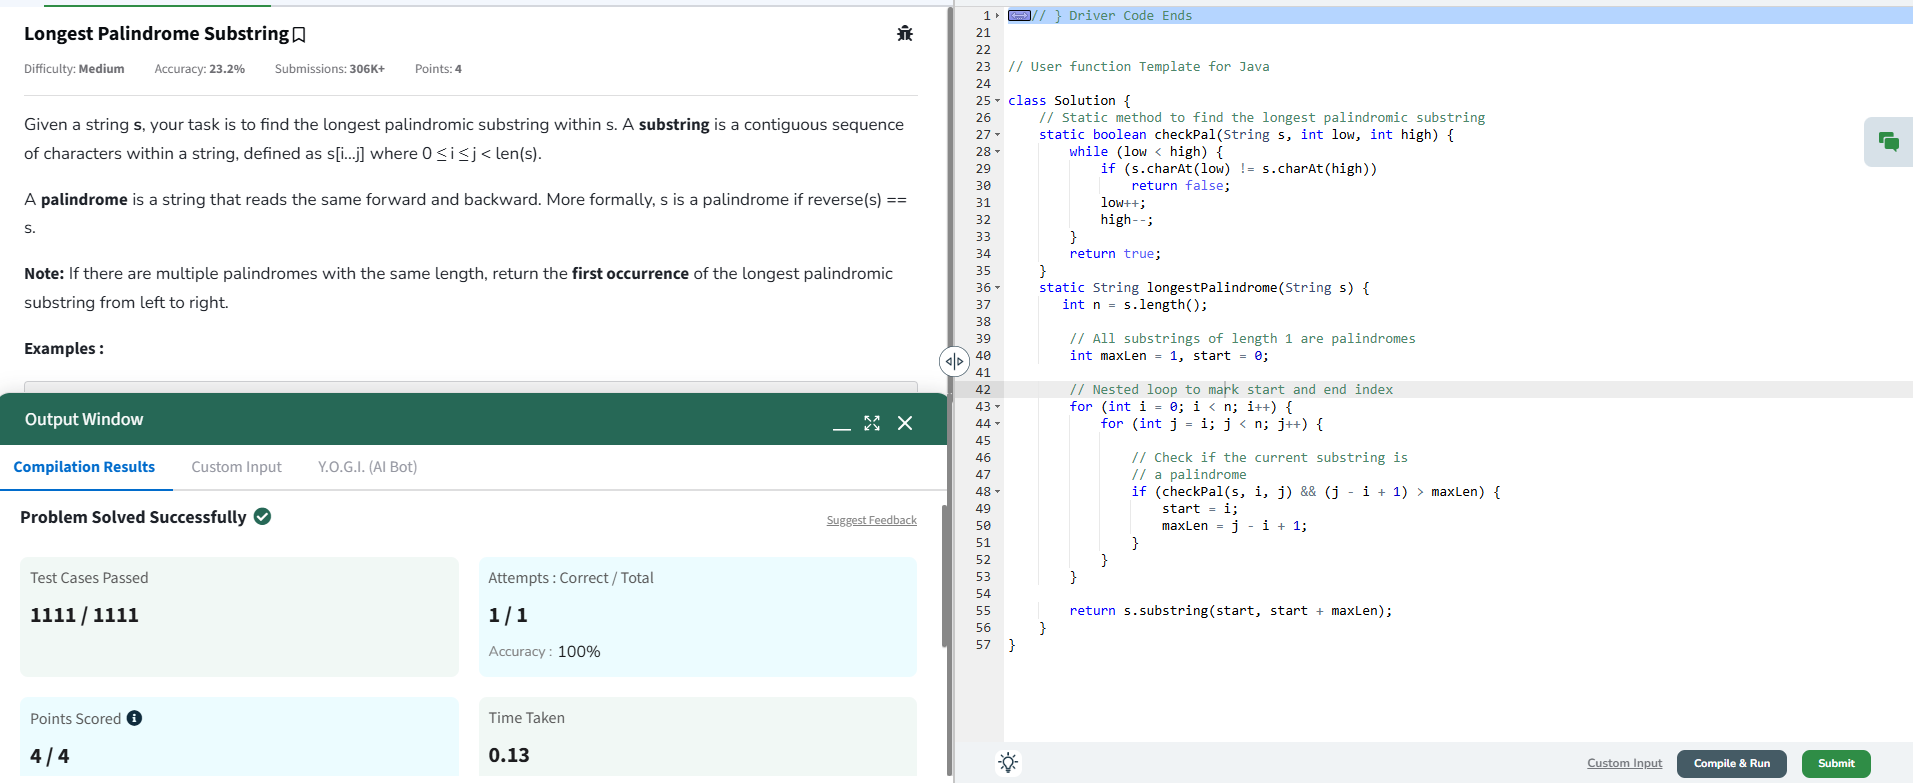 Longest Palindrome Substring
Difficulty: Medium Accuracy: 23.2% Submissions: 306K+ Points: 4
Given a string s, your task is to find the longest palindromic substring within s. A substring is a contiguous sequence
of characters within a string, defined as s[i...j] where 0 ≤ i ≤ j < len(s).
A palindrome is a string that reads the same forward and backward. More formally, s is a palindrome if reverse(s) ==
s.
Note: If there are multiple palindromes with the same length, return the first occurrence of the longest palindromic
substring from left to right.
Examples :
Output Window
Compilation Results Custom Input Y.O.G.I. (AI Bot)
Problem Solved Successfully
Suggest Feedback
Test Cases Passed
1111 / 1111
Attempts : Correct / Total
1 / 1
Accuracy : 100%
Points Scored
4 / 4
Time Taken
0.13
1 // } Driver Code Ends
21
22
23 // User function Template for Java
24
25 class Solution {
26     // Static method to find the longest palindromic substring
27     static boolean checkPal(String s, int low, int high) {
28         while (low < high) {
29             if (s.charAt(low) != s.charAt(high))
30                 return false;
31             low++;
32             high--;
33         }
34         return true;
35     }
36     static String longestPalindrome(String s) {
37        int n = s.length();
38
39         // All substrings of length 1 are palindromes
40         int maxLen = 1, start = 0;
41
42         // Nested loop to mark start and end index
43         for (int i = 0; i < n; i++) {
44             for (int j = i; j < n; j++) {
45
46                 // Check if the current substring is
47                 // a palindrome
48                 if (checkPal(s, i, j) && (j - i + 1) > maxLen) {
49                     start = i;
50                     maxLen = j - i + 1;
51                 }
52             }
53         }
54
55         return s.substring(start, start + maxLen);
56     }
57 }
Custom Input Compile & Run Submit